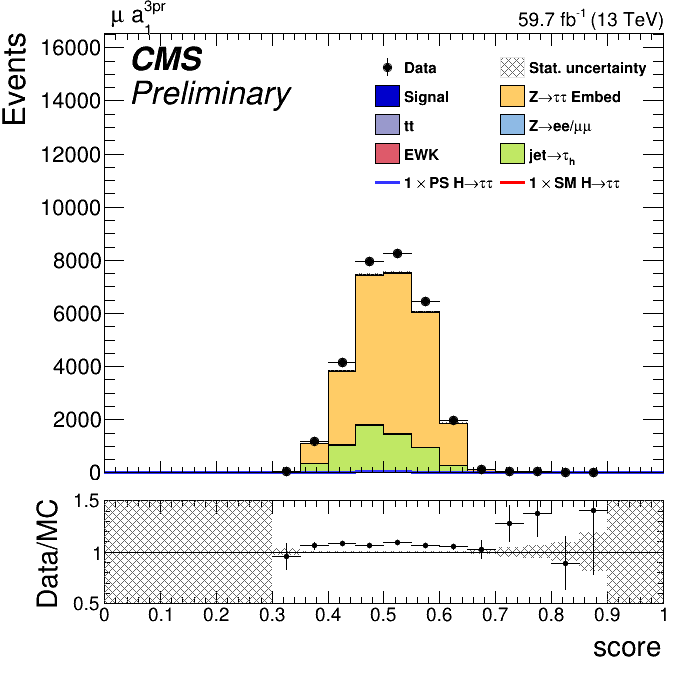 μ a₁³ᵖʳ
59.7 fb⁻¹ (13 TeV)
CMS
Preliminary
Data
Stat. uncertainty
Signal
Z→ττ Embed
tt
Z→ee/μμ
EWK
jet→τₕ
1 × PS H→ττ
1 × SM H→ττ
Events
16000
14000
12000
10000
8000
6000
4000
2000
0
Data/MC
1.5
1
0.5
0 0.1 0.2 0.3 0.4 0.5 0.6 0.7 0.8 0.9 1
score